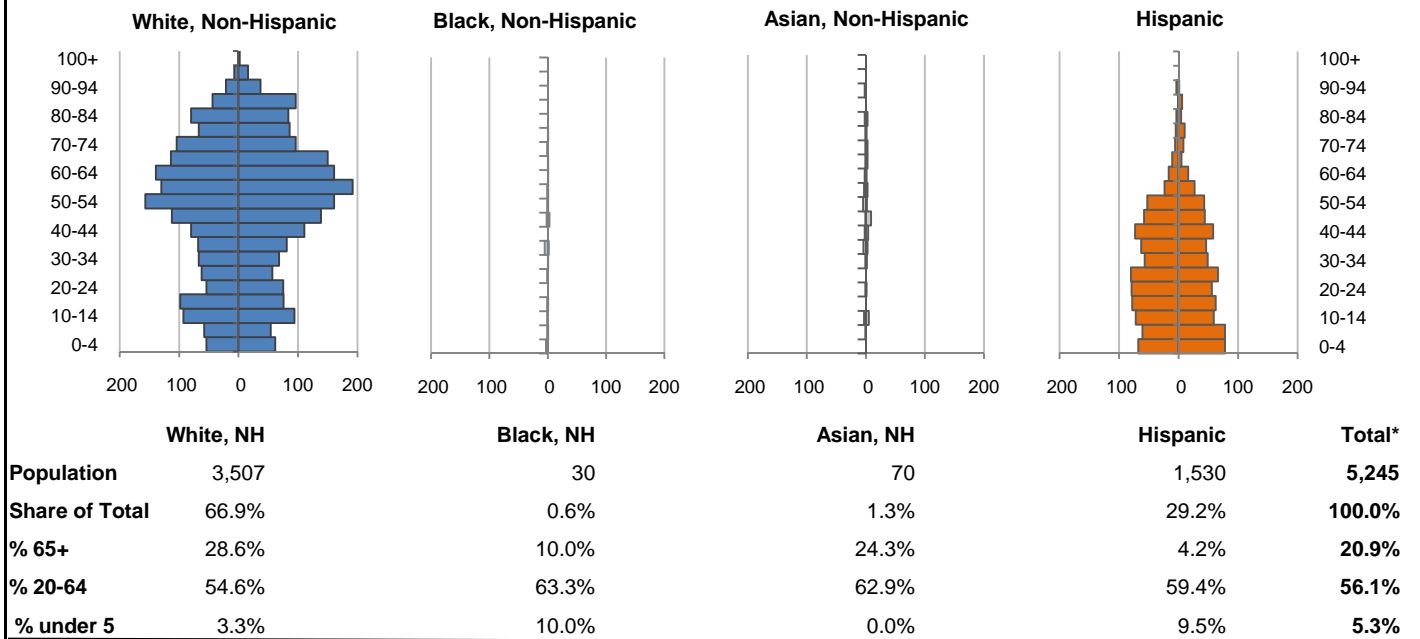 White, Non-Hispanic Black, Non-Hispanic Asian, Non-Hispanic Hispanic
100+ 100+
90-94 90-94
80-84 80-84
70-74 70-74
60-64 60-64
50-54 50-54
40-44 40-44
30-34 30-34
20-24 20-24
10-14 10-14
0-4 0-4
200 100 0 100 200 200 100 0 100 200 200 100 0 100 200 200 100 0 100 200
White, NH Black, NH Asian, NH Hispanic Total*
Population 3,507 30 70 1,530 5,245
Share of Total 66.9% 0.6% 1.3% 29.2% 100.0%
% 65+ 28.6% 10.0% 24.3% 4.2% 20.9%
% 20-64 54.6% 63.3% 62.9% 59.4% 56.1%
% under 5 3.3% 10.0% 0.0% 9.5% 5.3%